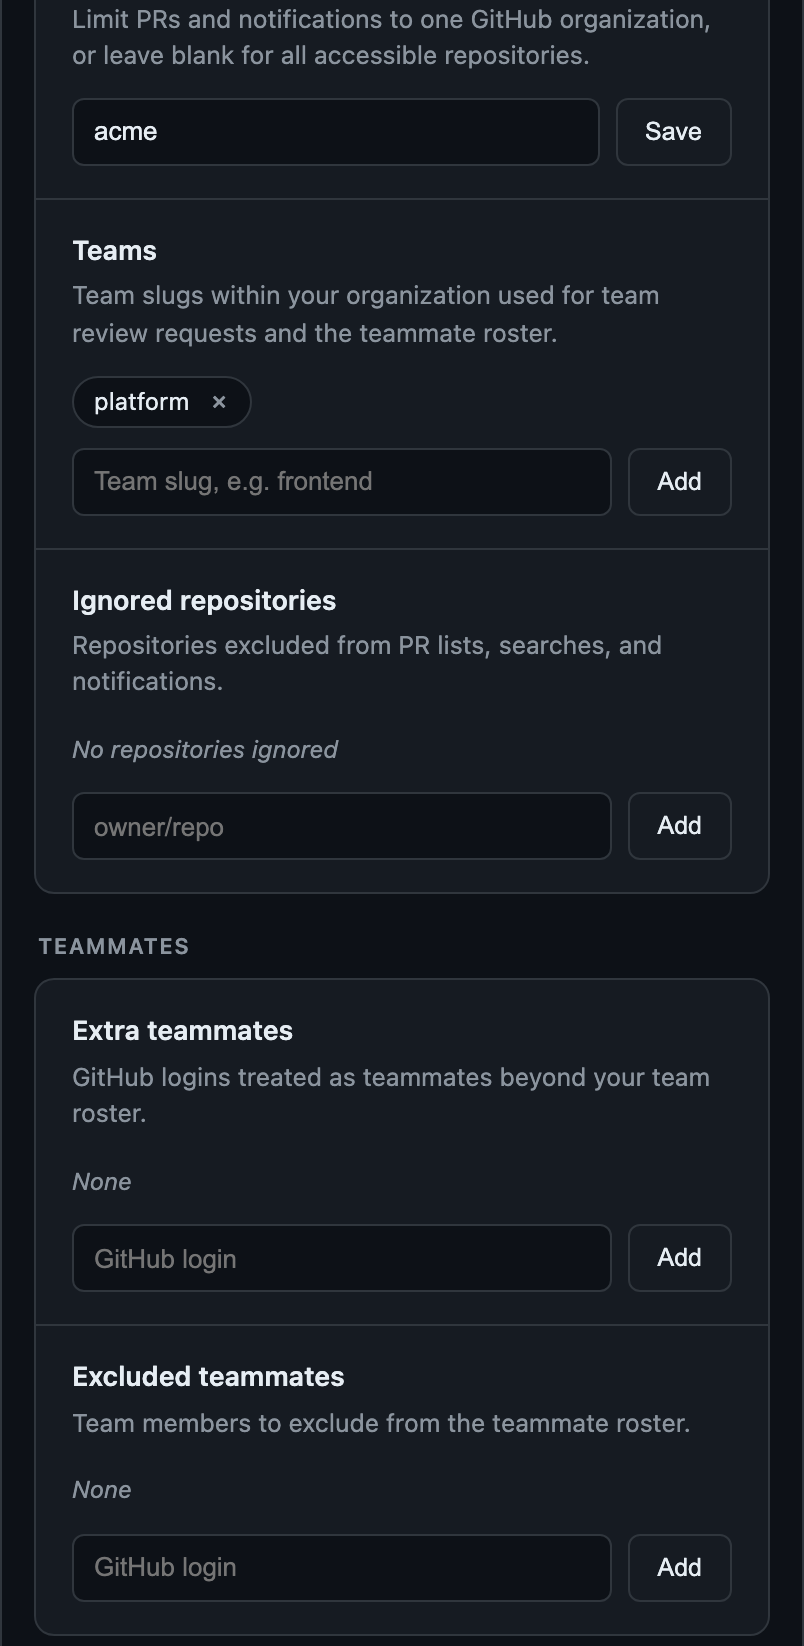 Limit PRs and notifications to one GitHub organization,
or leave blank for all accessible repositories.
acme
Save
Teams
Team slugs within your organization used for team
review requests and the teammate roster.
platform ×
Team slug, e.g. frontend
Add
Ignored repositories
Repositories excluded from PR lists, searches, and
notifications.
No repositories ignored
owner/repo
Add
TEAMMATES
Extra teammates
GitHub logins treated as teammates beyond your team
roster.
None
GitHub login
Add
Excluded teammates
Team members to exclude from the teammate roster.
None
GitHub login
Add